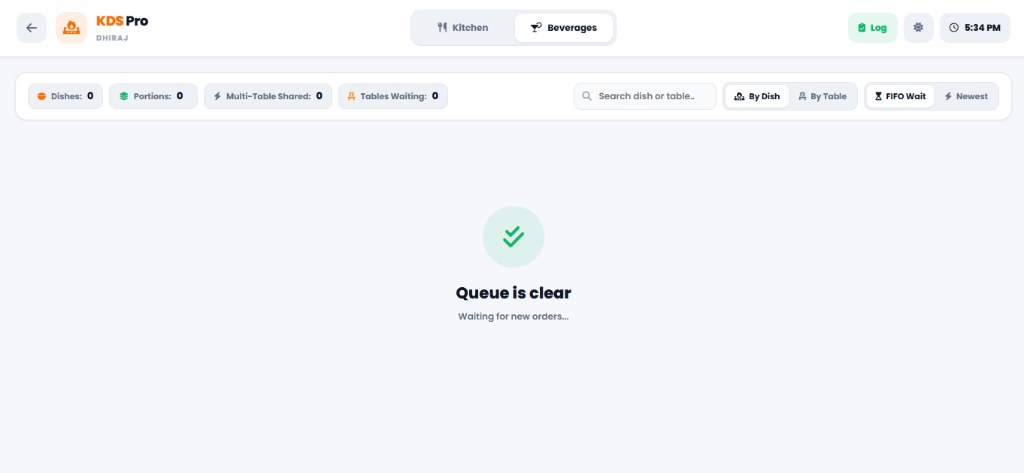 KDS Pro
DHIRAJ
Kitchen
Beverages
Log
5:34 PM
Dishes: 0
Portions: 0
Multi-Table Shared: 0
Tables Waiting: 0
Search dish or table..
By Dish
By Table
FIFO Wait
Newest
Queue is clear
Waiting for new orders...